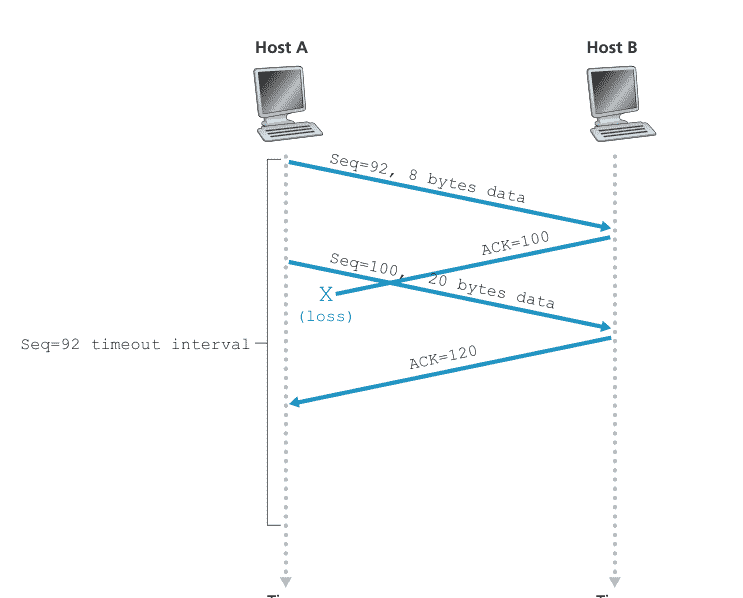 Host A
Host B
Seq=92, 8 bytes data
ACK=100
Seq=100, 20 bytes data
X
(loss)
Seq=92 timeout interval
ACK=120